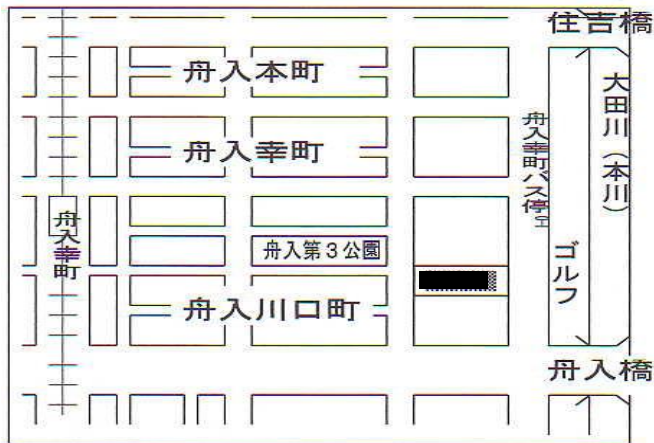 住吉橋
舟入本町
大田川（本川）
舟入幸町
舟入幸町バス停
舟入幸町
舟入第３公園
ゴルフ
舟入川口町
舟入橋